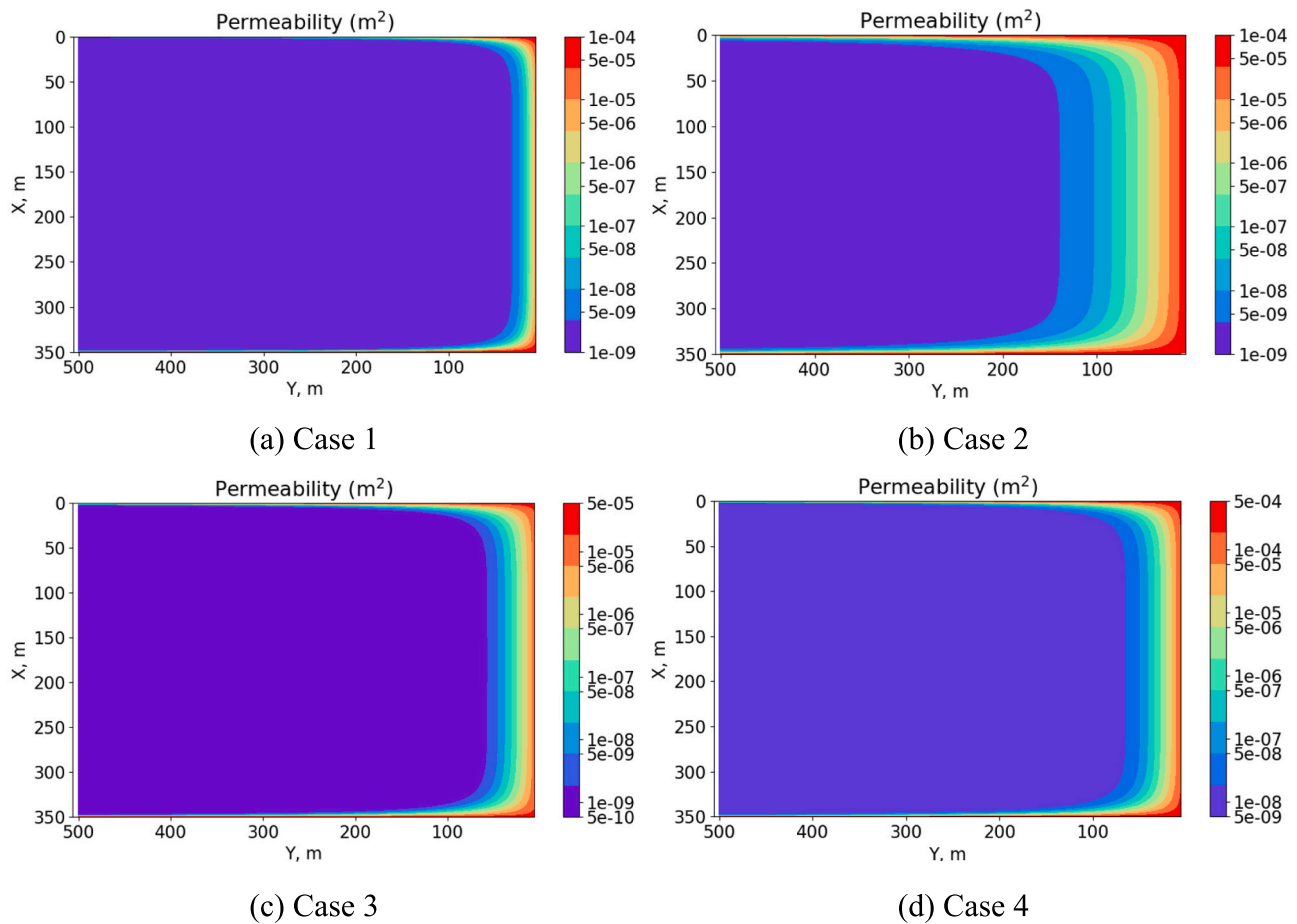 Permeability (m²)
0
50
100
150
200
250
300
350
X, m
500
400
300
200
100
Y, m
1e-04
5e-05
1e-05
5e-06
1e-06
5e-07
1e-07
5e-08
1e-08
5e-09
1e-09
(a) Case 1
Permeability (m²)
0
50
100
150
200
250
300
350
X, m
500
400
300
200
100
Y, m
1e-04
5e-05
1e-05
5e-06
1e-06
5e-07
1e-07
5e-08
1e-08
5e-09
1e-09
(b) Case 2
Permeability (m²)
0
50
100
150
200
250
300
350
X, m
500
400
300
200
100
Y, m
5e-05
1e-05
5e-06
1e-06
5e-07
1e-07
5e-08
1e-08
5e-09
1e-09
5e-10
(c) Case 3
Permeability (m²)
0
50
100
150
200
250
300
350
X, m
500
400
300
200
100
Y, m
5e-04
1e-04
5e-05
1e-05
5e-06
1e-06
5e-07
1e-07
5e-08
1e-08
5e-09
(d) Case 4